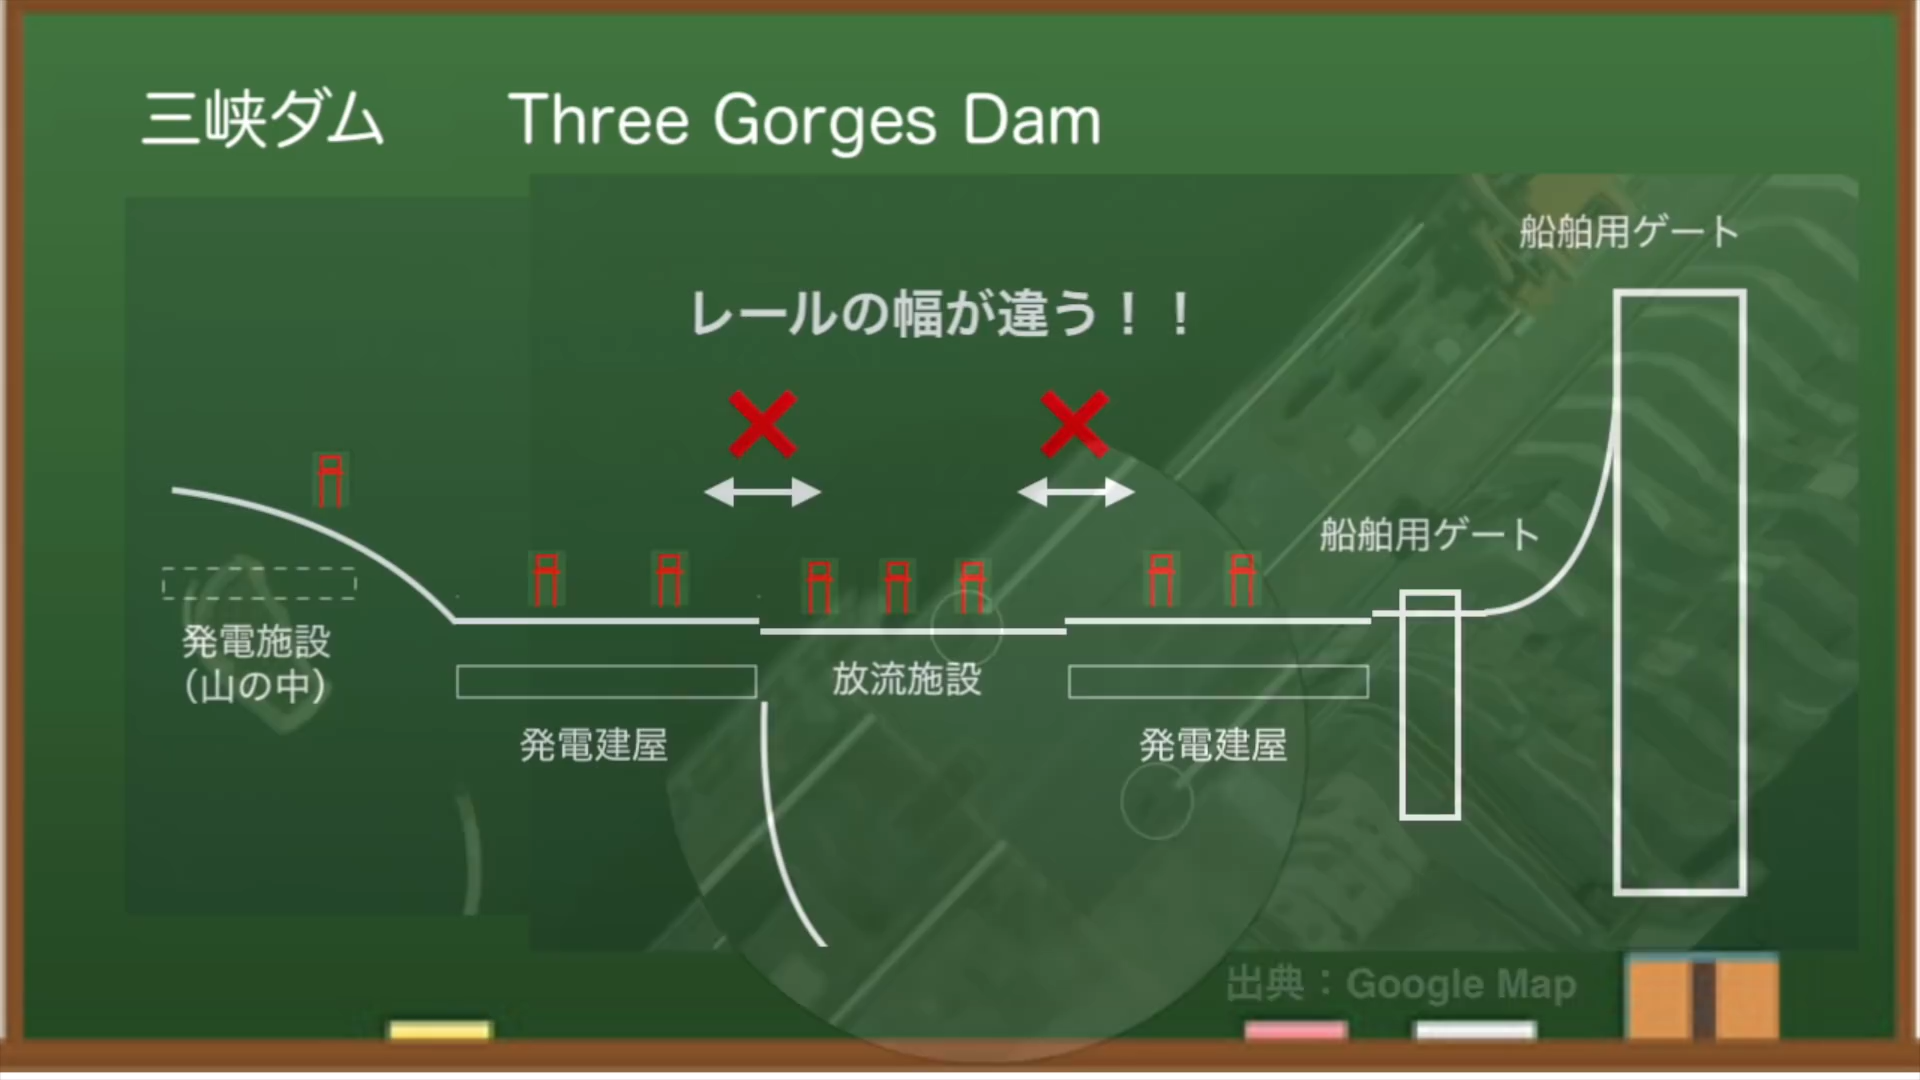 三峡ダム Three Gorges Dam
船舶用ゲート
レールの幅が違う！！
船舶用ゲート
発電施設
（山の中）
放流施設
発電建屋
発電建屋
出典：Google Map